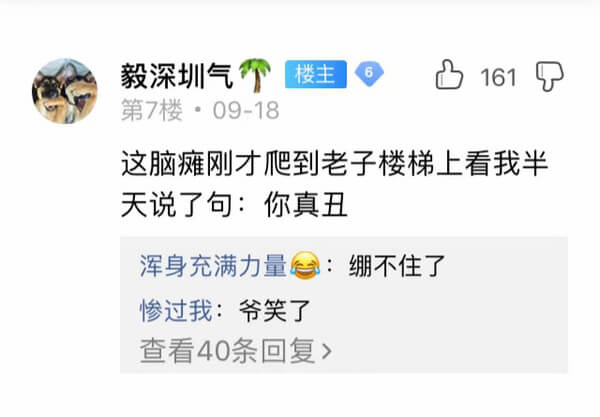 毅深圳气🌴 楼主 6 161
第7楼 • 09-18
这脑瘫刚才爬到老子楼梯上看我半
天说了句：你真丑
浑身充满力量😂：绷不住了
惨过我：爷笑了
查看40条回复>